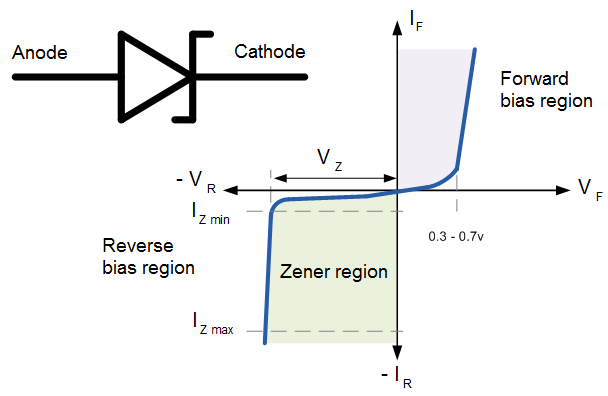 Anode
Cathode
I F
Forward
bias region
V Z
- V R
V F
I Z min
0.3 - 0.7v
Reverse
bias region
Zener region
I Z max
- I R